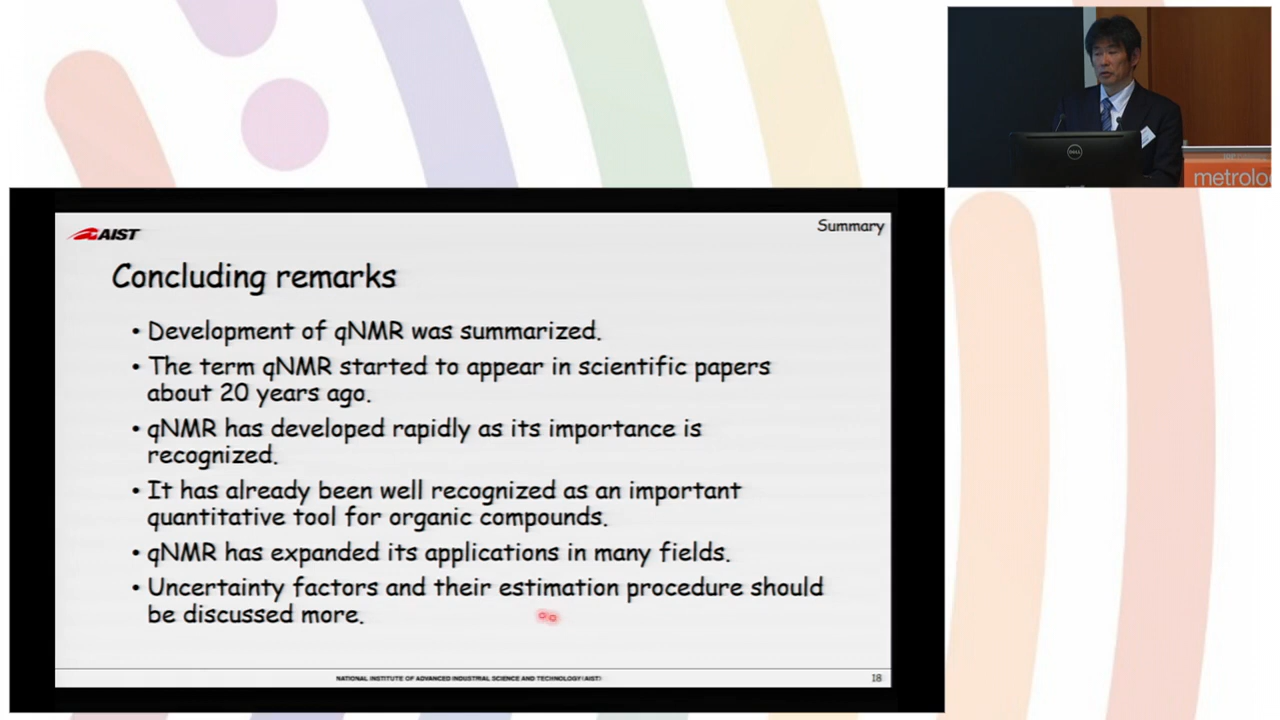 AIST
Summary
Concluding remarks
• Development of qNMR was summarized.
• The term qNMR started to appear in scientific papers
about 20 years ago.
• qNMR has developed rapidly as its importance is
recognized.
• It has already been well recognized as an important
quantitative tool for organic compounds.
• qNMR has expanded its applications in many fields.
• Uncertainty factors and their estimation procedure should
be discussed more.
NATIONAL INSTITUTE OF ADVANCED INDUSTRIAL SCIENCE AND TECHNOLOGY (AIST)
18
DELL
metrolo